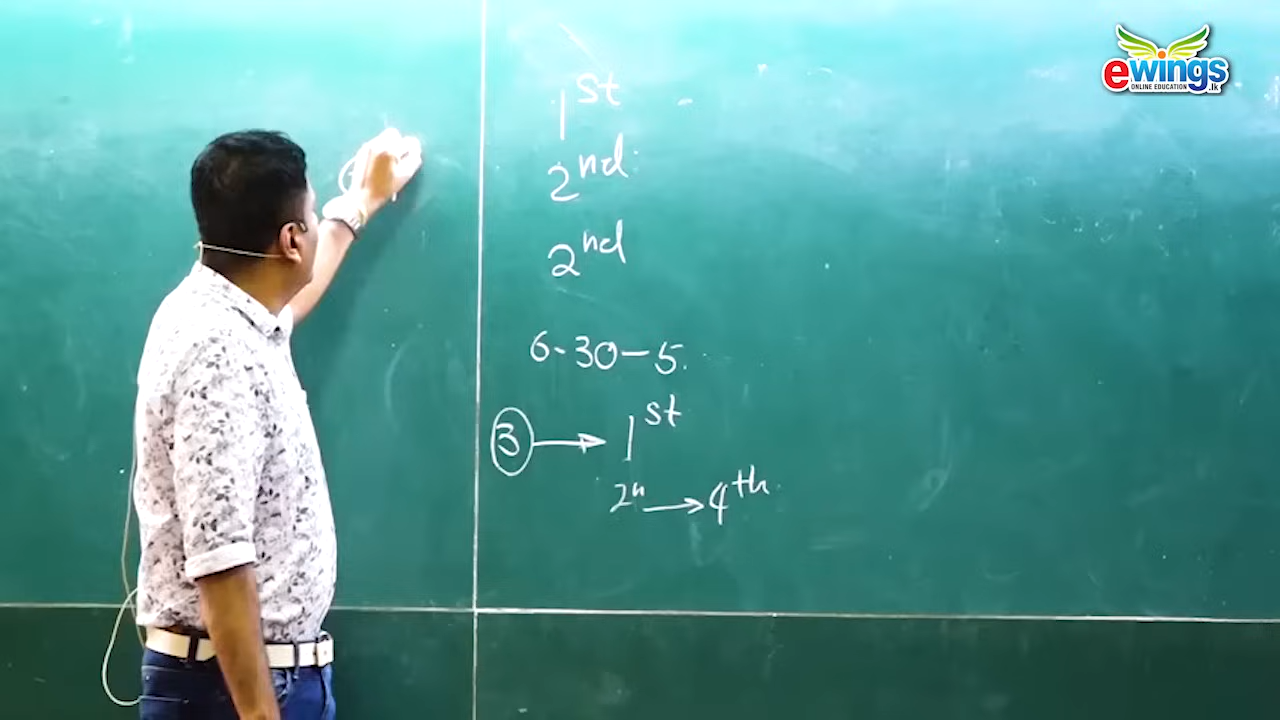 1st
2nd
2nd
6-30-5
3 → 1st
2n → 4th
ewings.lk
ONLINE EDUCATION